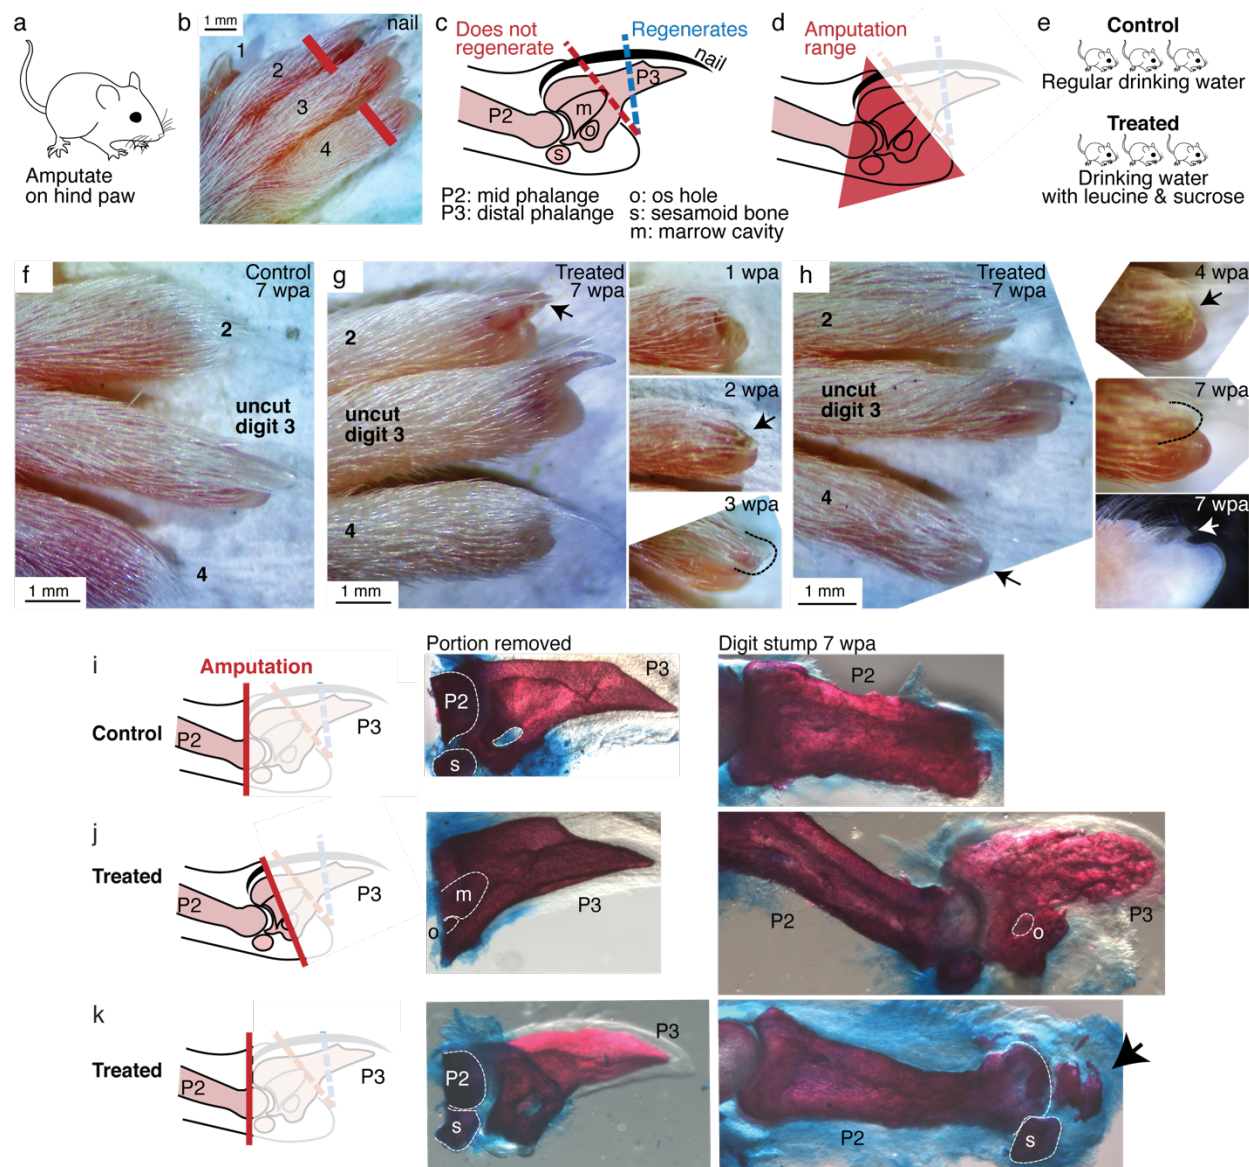 a
Amputate
on hind paw
b
1 mm
nail
1
2
3
4
c
Does not
regenerate
Regenerates
nail
P3
P2
m
o
s
P2: mid phalange
P3: distal phalange
o: os hole
s: sesamoid bone
m: marrow cavity
d
Amputation
range
e
Control
Regular drinking water
Treated
Drinking water
with leucine & sucrose
f
Control
7 wpa
2
uncut
digit 3
4
1 mm
g
Treated
7 wpa
2
uncut
digit 3
4
1 mm
1 wpa
2 wpa
3 wpa
h
Treated
7 wpa
2
uncut
digit 3
4
1 mm
4 wpa
7 wpa
7 wpa
Portion removed
Digit stump 7 wpa
i
Amputation
Control
P2
P3
P2
s
P3
P2
j
Treated
P2
P3
m
o
P3
P2
o
P3
k
Treated
P2
P3
P2
s
P3
P2
s